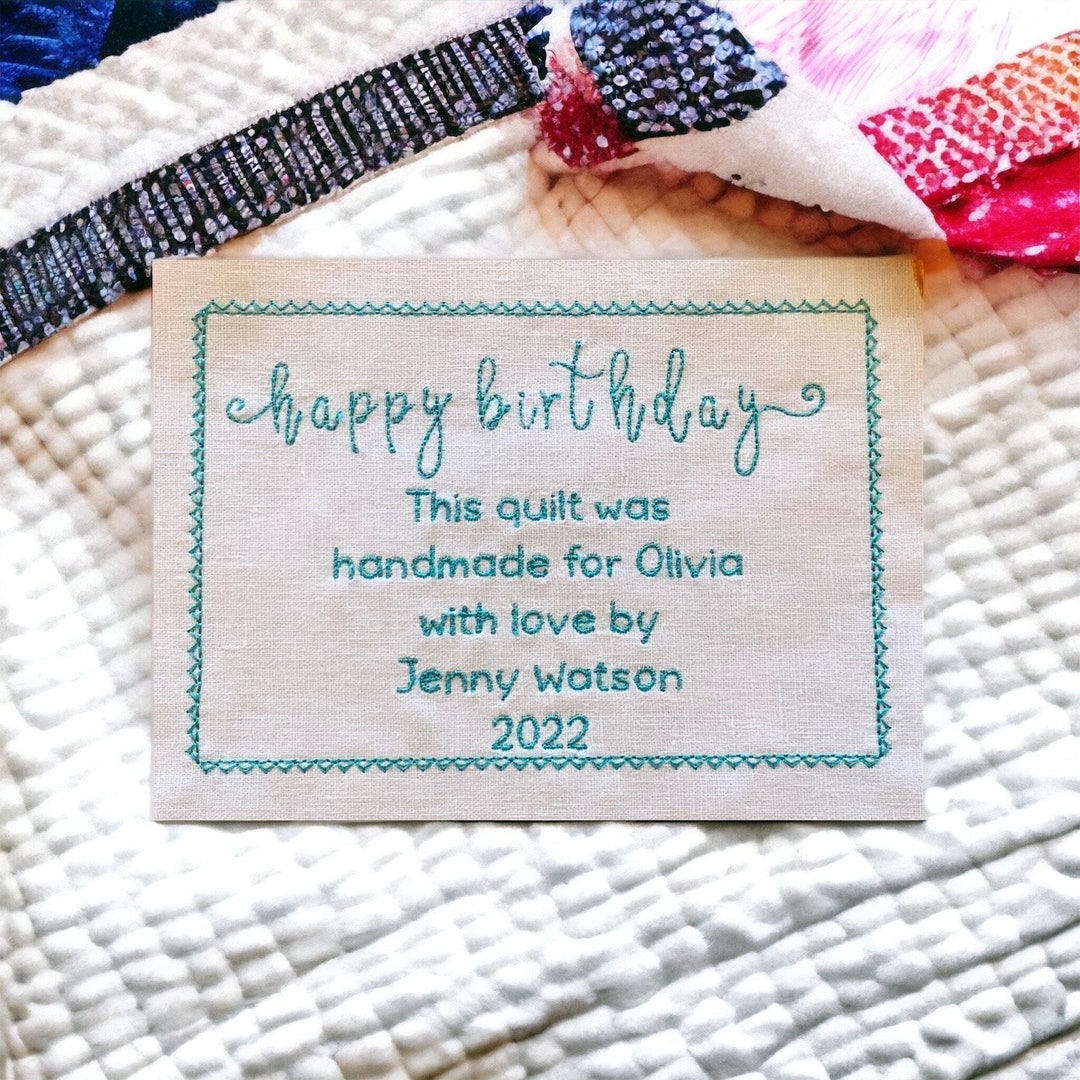 happy birthday
This quilt was
handmade for Olivia
with love by
Jenny Watson
2022